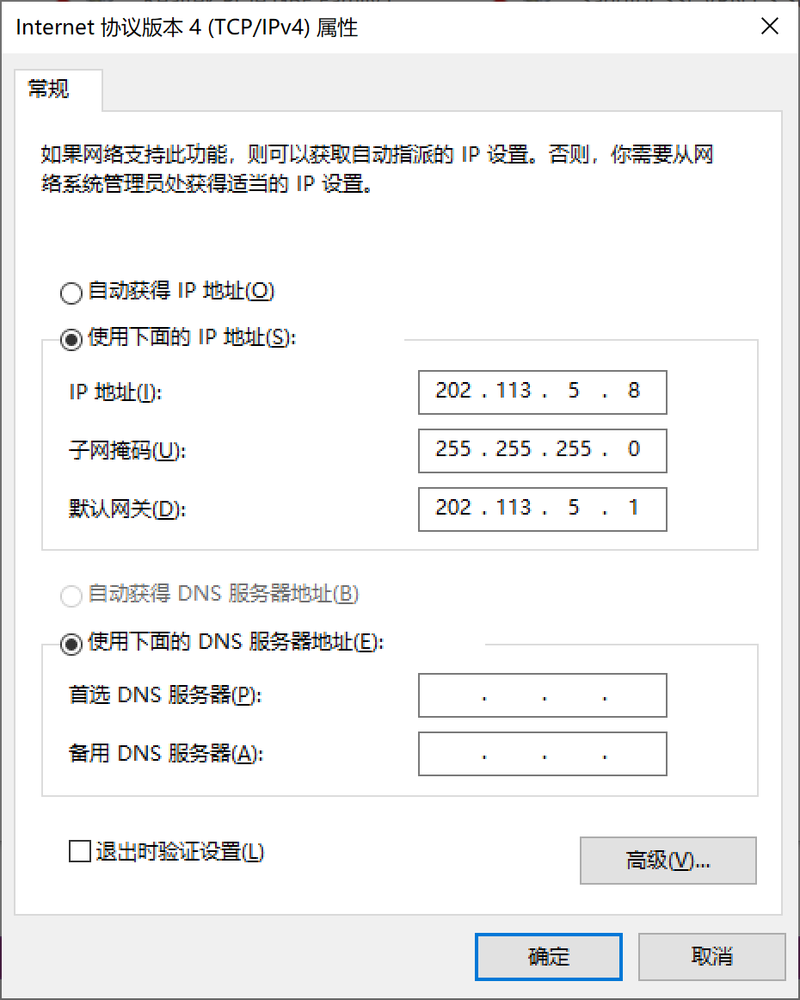 Internet 协议版本 4 (TCP/IPv4) 属性
常规
如果网络支持此功能，则可以获取自动指派的 IP 设置。否则，你需要从网
络系统管理员处获得适当的 IP 设置。
自动获得 IP 地址(O)
使用下面的 IP 地址(S):
IP 地址(I): 202 . 113 . 5 . 8
子网掩码(U): 255 . 255 . 255 . 0
默认网关(D): 202 . 113 . 5 . 1
自动获得 DNS 服务器地址(B)
使用下面的 DNS 服务器地址(E):
首选 DNS 服务器(P): . . .
备用 DNS 服务器(A): . . .
退出时验证设置(L)
高级(V)...
确定 取消